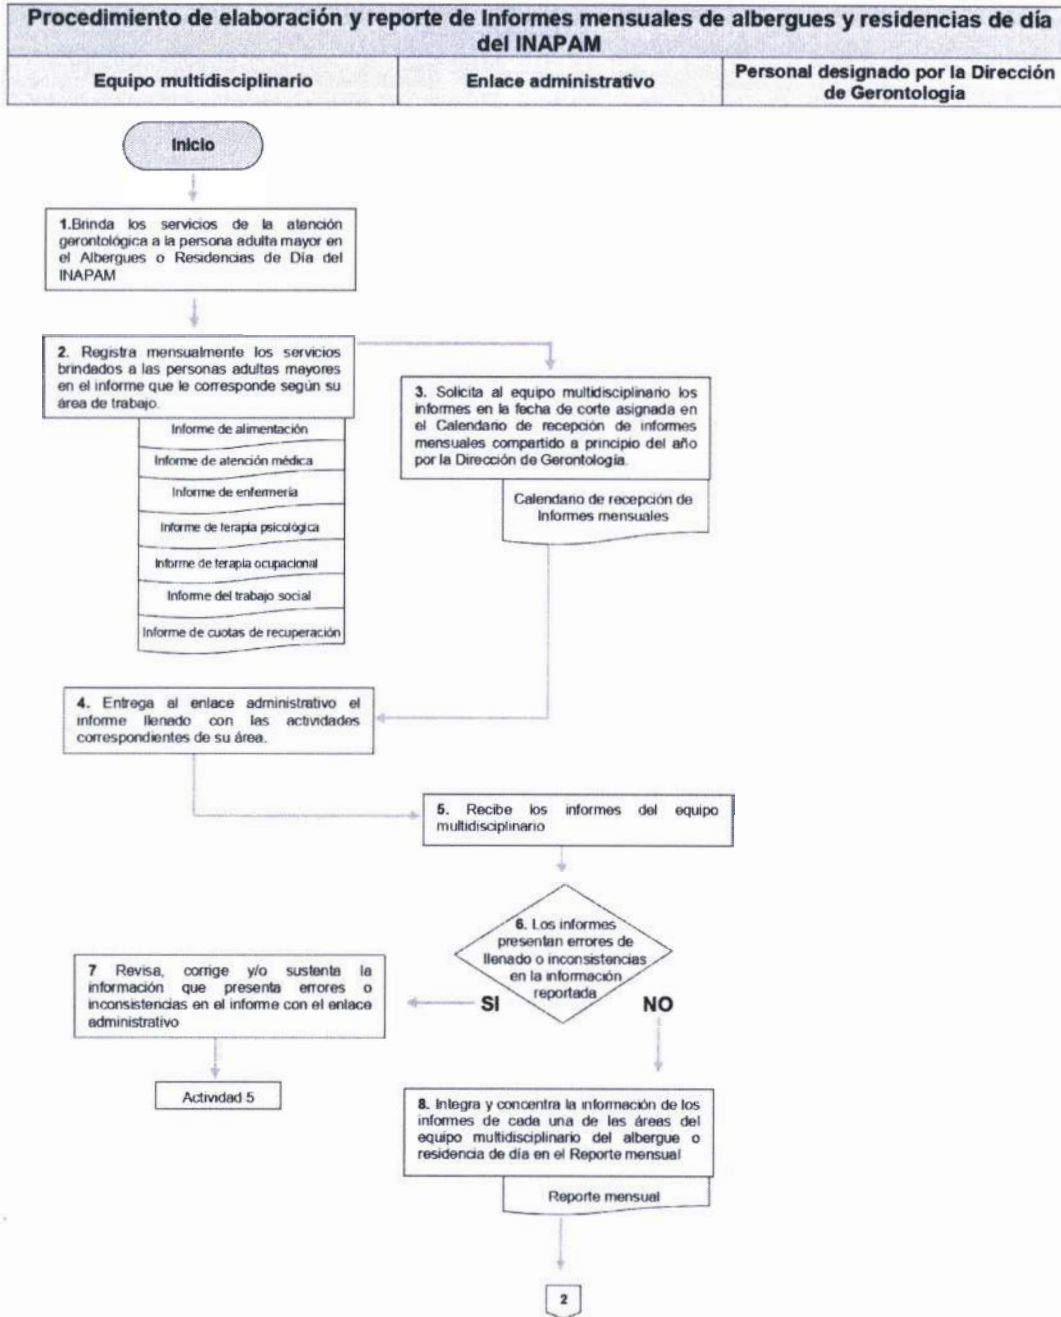 Procedimiento de elaboración y reporte de Informes mensuales de albergues y residencias de día
del INAPAM
Equipo multidisciplinario
Enlace administrativo
Personal designado por la Dirección
de Gerontología
Inicio
1.Brinda los servicios de la atención
gerontológica a la persona adulta mayor en
el Albergues o Residencias de Día del
INAPAM
2. Registra mensualmente los servicios
brindados a las personas adultas mayores
en el informe que le corresponde según su
área de trabajo.
Informe de alimentación
Informe de atención médica
Informe de enfermería
Informe de terapia psicológica
Informe de terapia ocupacional
Informe del trabajo social
Informe de cuotas de recuperación
3. Solicita al equipo multidisciplinario los
informes en la fecha de corte asignada en
el Calendario de recepción de informes
mensuales compartido a principio del año
por la Dirección de Gerontología.
Calendario de recepción de
Informes mensuales
4. Entrega al enlace administrativo el
informe llenado con las actividades
correspondientes de su área.
5. Recibe los informes del equipo
multidisciplinario
6. Los informes
presentan errores de
llenado o inconsistencias
en la información
reportada
SI
NO
7 Revisa, corrige y/o sustenta la
información que presenta errores o
inconsistencias en el informe con el enlace
administrativo
Actividad 5
8. Integra y concentra la información de los
informes de cada una de las áreas del
equipo multidisciplinario del albergue o
residencia de día en el Reporte mensual
Reporte mensual
2